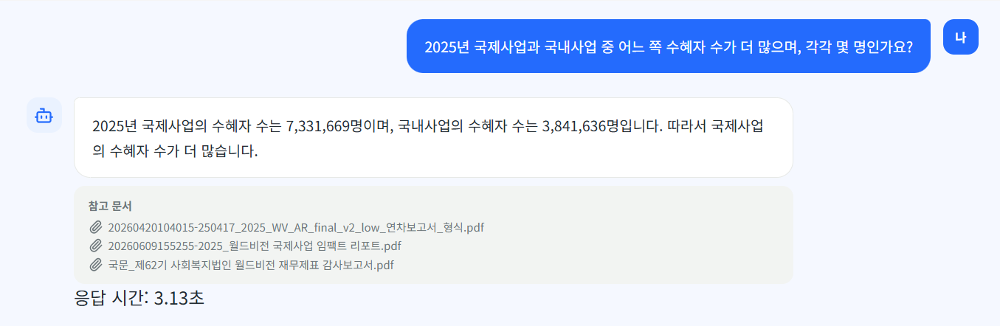 2025년 국제사업과 국내사업 중 어느 쪽 수혜자 수가 더 많으며, 각각 몇 명인가요?
나
2025년 국제사업의 수혜자 수는 7,331,669명이며, 국내사업의 수혜자 수는 3,841,636명입니다. 따라서 국제사업
의 수혜자 수가 더 많습니다.
참고 문서
20260420104015-250417_2025_WV_AR_final_v2_low_연차보고서_형식.pdf
20260609155255-2025_월드비전 국제사업 임팩트 리포트.pdf
국문_제62기 사회복지법인 월드비전 재무제표 감사보고서.pdf
응답 시간: 3.13초